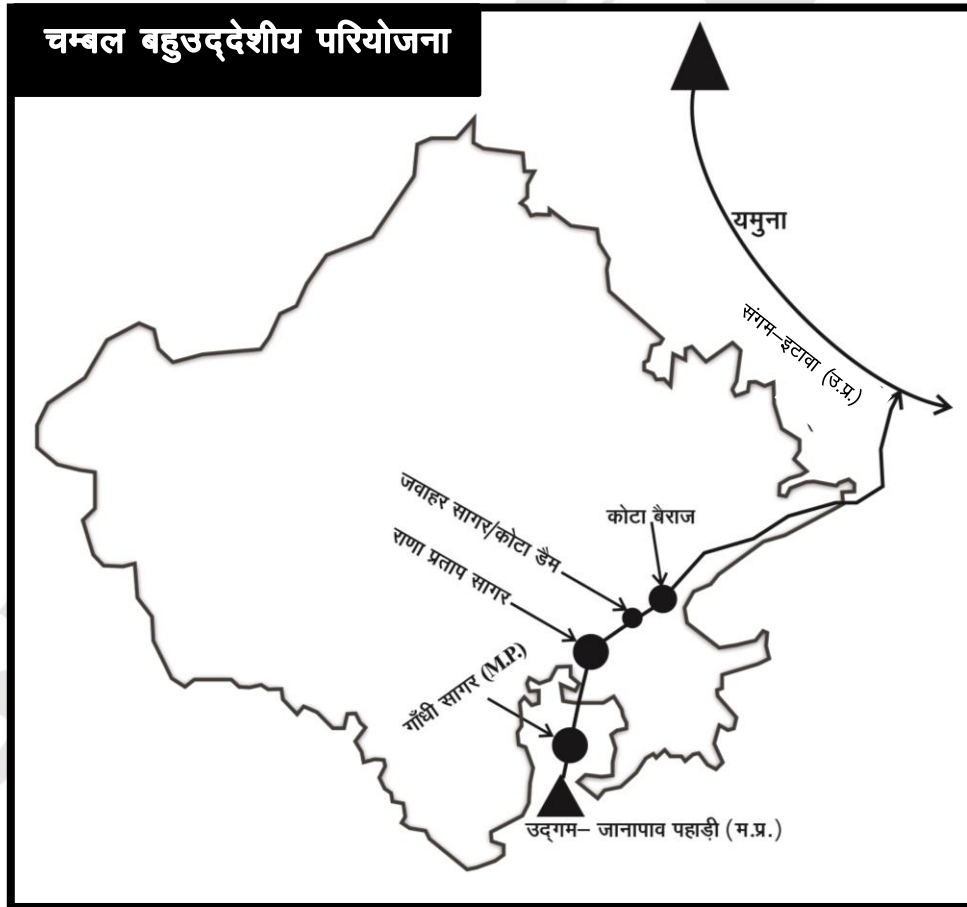 चम्बल बहुउद्‌देशीय परियोजना
यमुना
संगम–इटावा (उ.प्र.)
जवाहर सागर/कोटा डैम
कोटा बैराज
राणा प्रताप सागर
गाँधी सागर (M.P.)
उद्‌गम– जानापाव पहाड़ी (म.प्र.)